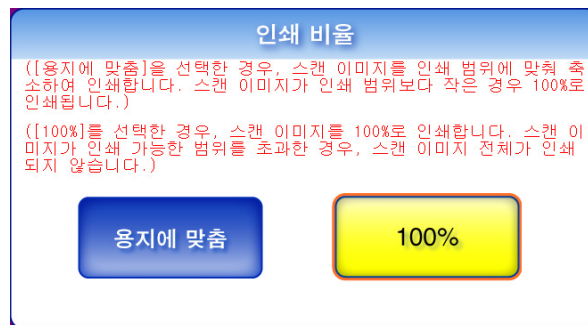 인쇄 비율
([용지에 맞춤]을 선택한 경우, 스캔 이미지를 인쇄 범위에 맞춰 축
소하여 인쇄합니다. 스캔 이미지가 인쇄 범위보다 작은 경우 100%로
인쇄됩니다.)
([100%]를 선택한 경우, 스캔 이미지를 100%로 인쇄합니다. 스캔 이
미지가 인쇄 가능한 범위를 초과한 경우, 스캔 이미지 전체가 인쇄
되지 않습니다.)
용지에 맞춤
100%